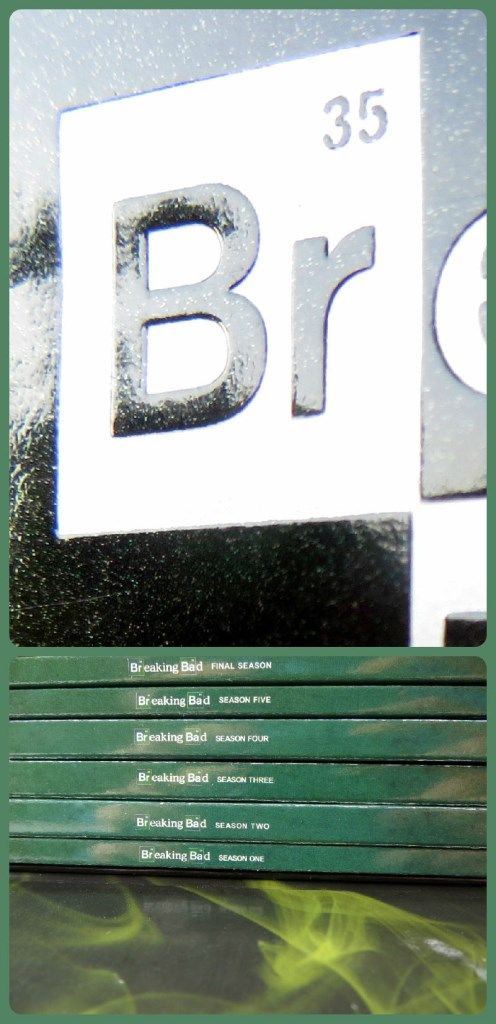 35
Br
Breaking Bad FINAL SEASON
Breaking Bad SEASON FIVE
Breaking Bad SEASON FOUR
Breaking Bad SEASON THREE
Breaking Bad SEASON TWO
Breaking Bad SEASON ONE